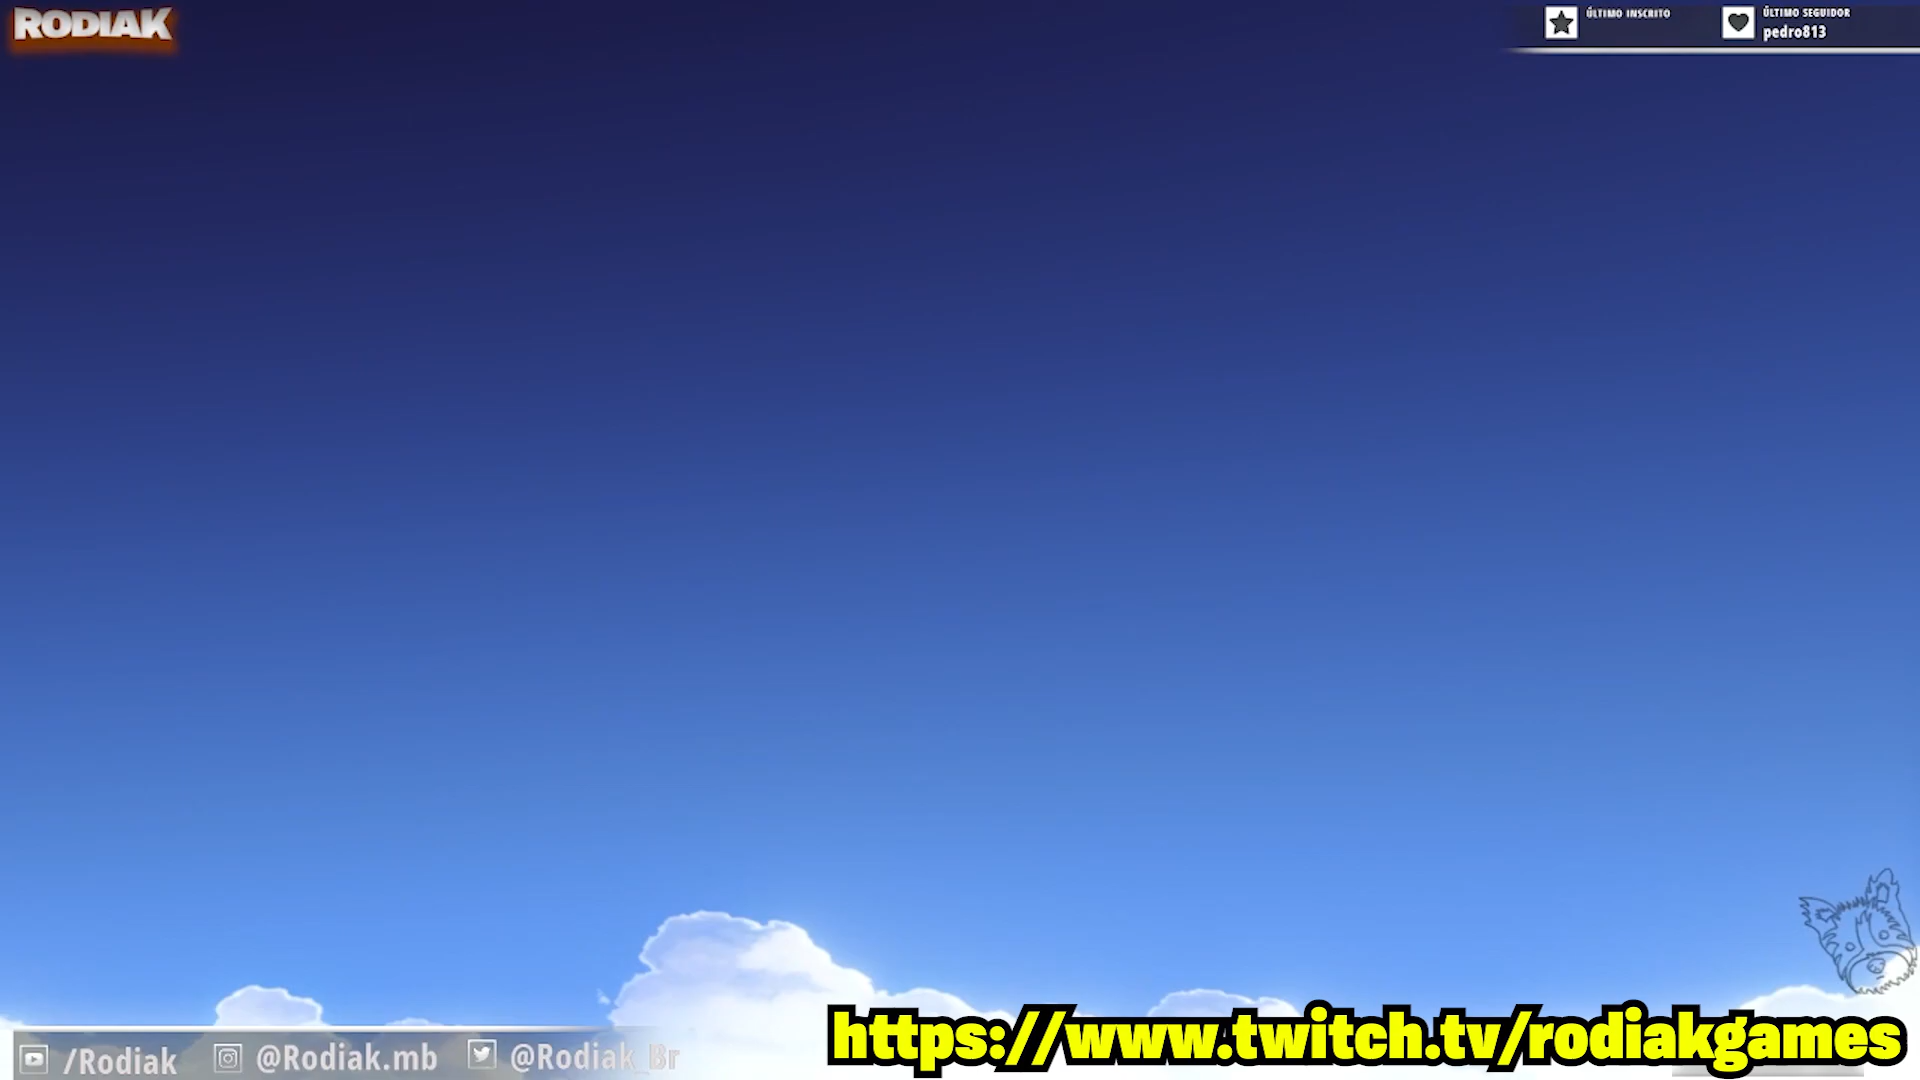 RODIAK
ÚLTIMO INSCRITO
ÚLTIMO SEGUIDOR
pedro813
/Rodiak
@Rodiak.mb
@Rodiak_Br
https://www.twitch.tv/rodiakgames